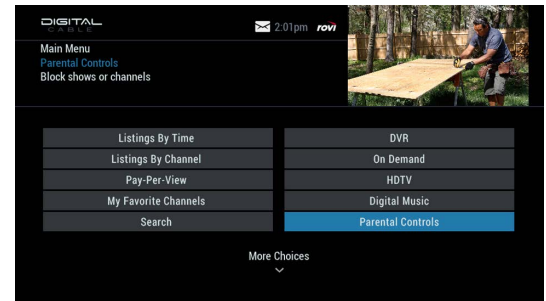 DIGITAL
CABLE
2:01pm rovi
Main Menu
Parental Controls
Block shows or channels
Listings By Time
Listings By Channel
Pay-Per-View
My Favorite Channels
Search
DVR
On Demand
HDTV
Digital Music
Parental Controls
More Choices